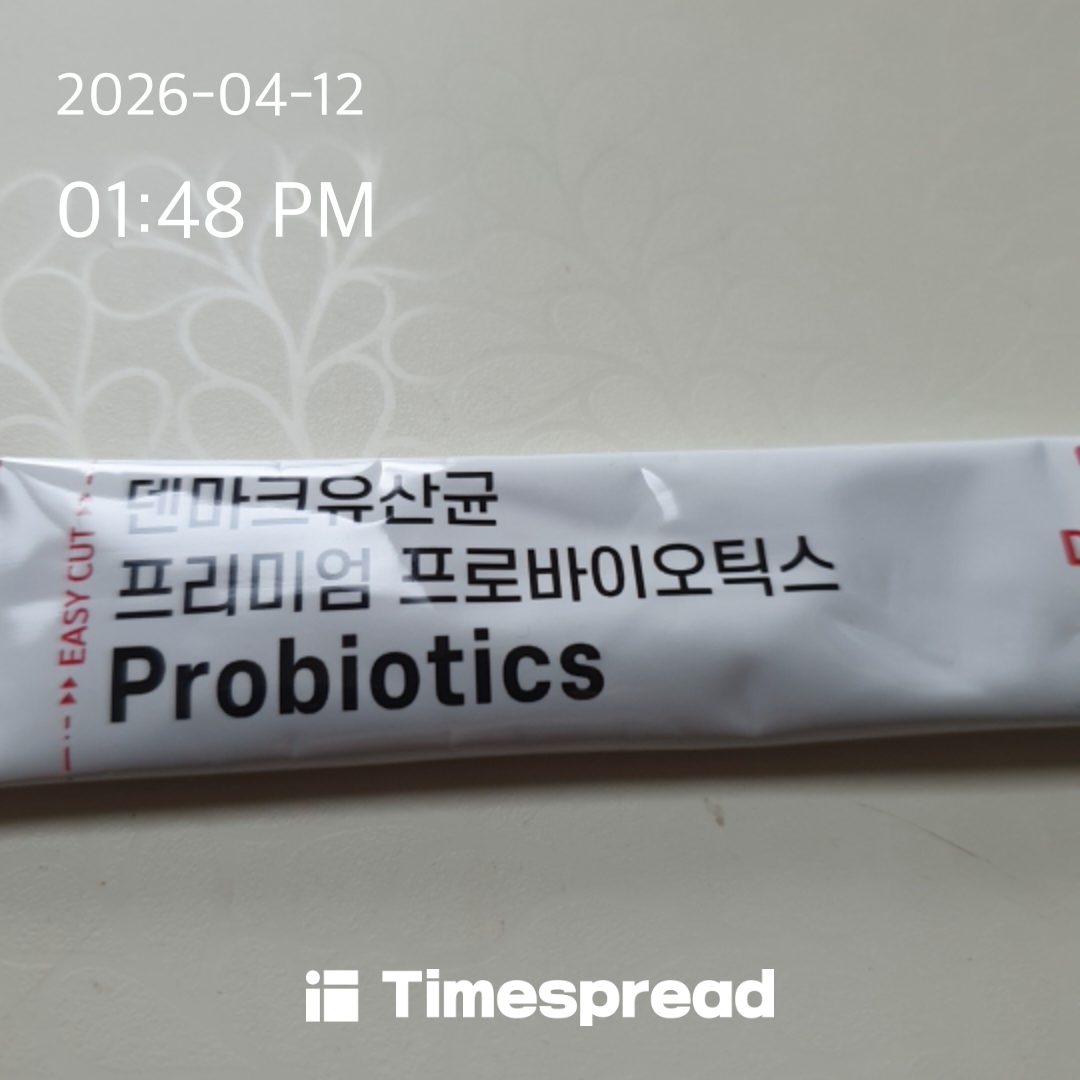 2026-04-12
01:48 PM
덴마크유산균
프리미엄 프로바이오틱스
Probiotics
EASY CUT
Timespread